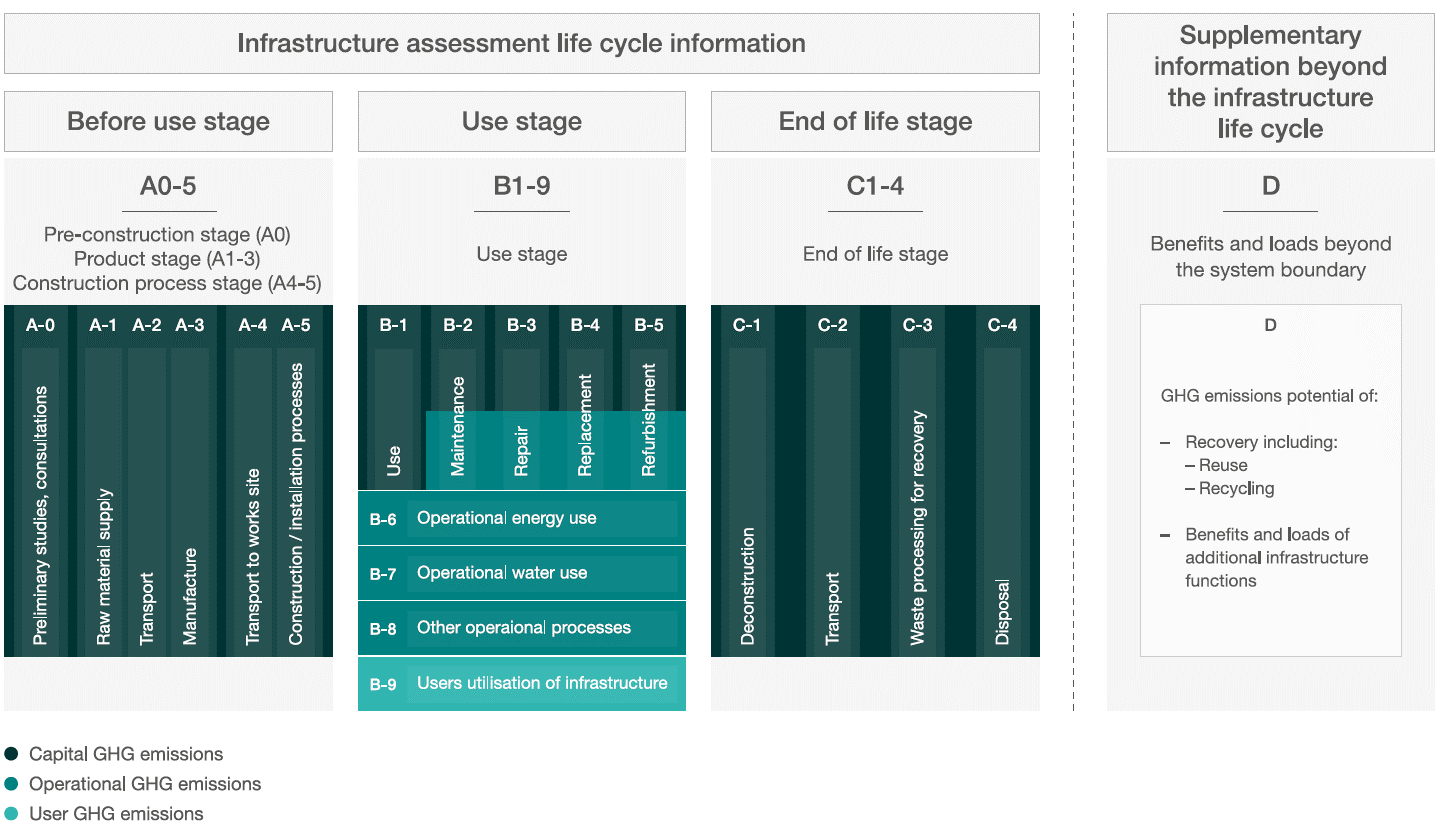 Infrastructure assessment life cycle information
Before use stage
A0-5
Pre-construction stage (A0)
Product stage (A1-3)
Construction process stage (A4-5)
A-0
Preliminary studies, consultations
A-1
Raw material supply
A-2
Transport
A-3
Manufacture
A-4
Transport to works site
A-5
Construction / installation processes
Use stage
B1-9
Use stage
B-1
Use
B-2
Maintenance
B-3
Repair
B-4
Replacement
B-5
Refurbishment
B-6 Operational energy use
B-7 Operational water use
B-8 Other operaional processes
B-9 Users utilisation of infrastructure
End of life stage
C1-4
End of life stage
C-1
Deconstruction
C-2
Transport
C-3
Waste processing for recovery
C-4
Disposal
Supplementary
information beyond
the infrastructure
life cycle
D
Benefits and loads beyond
the system boundary
D
GHG emissions potential of:
– Recovery including:
– Reuse
– Recycling
– Benefits and loads of
additional infrastructure
functions
Capital GHG emissions
Operational GHG emissions
User GHG emissions